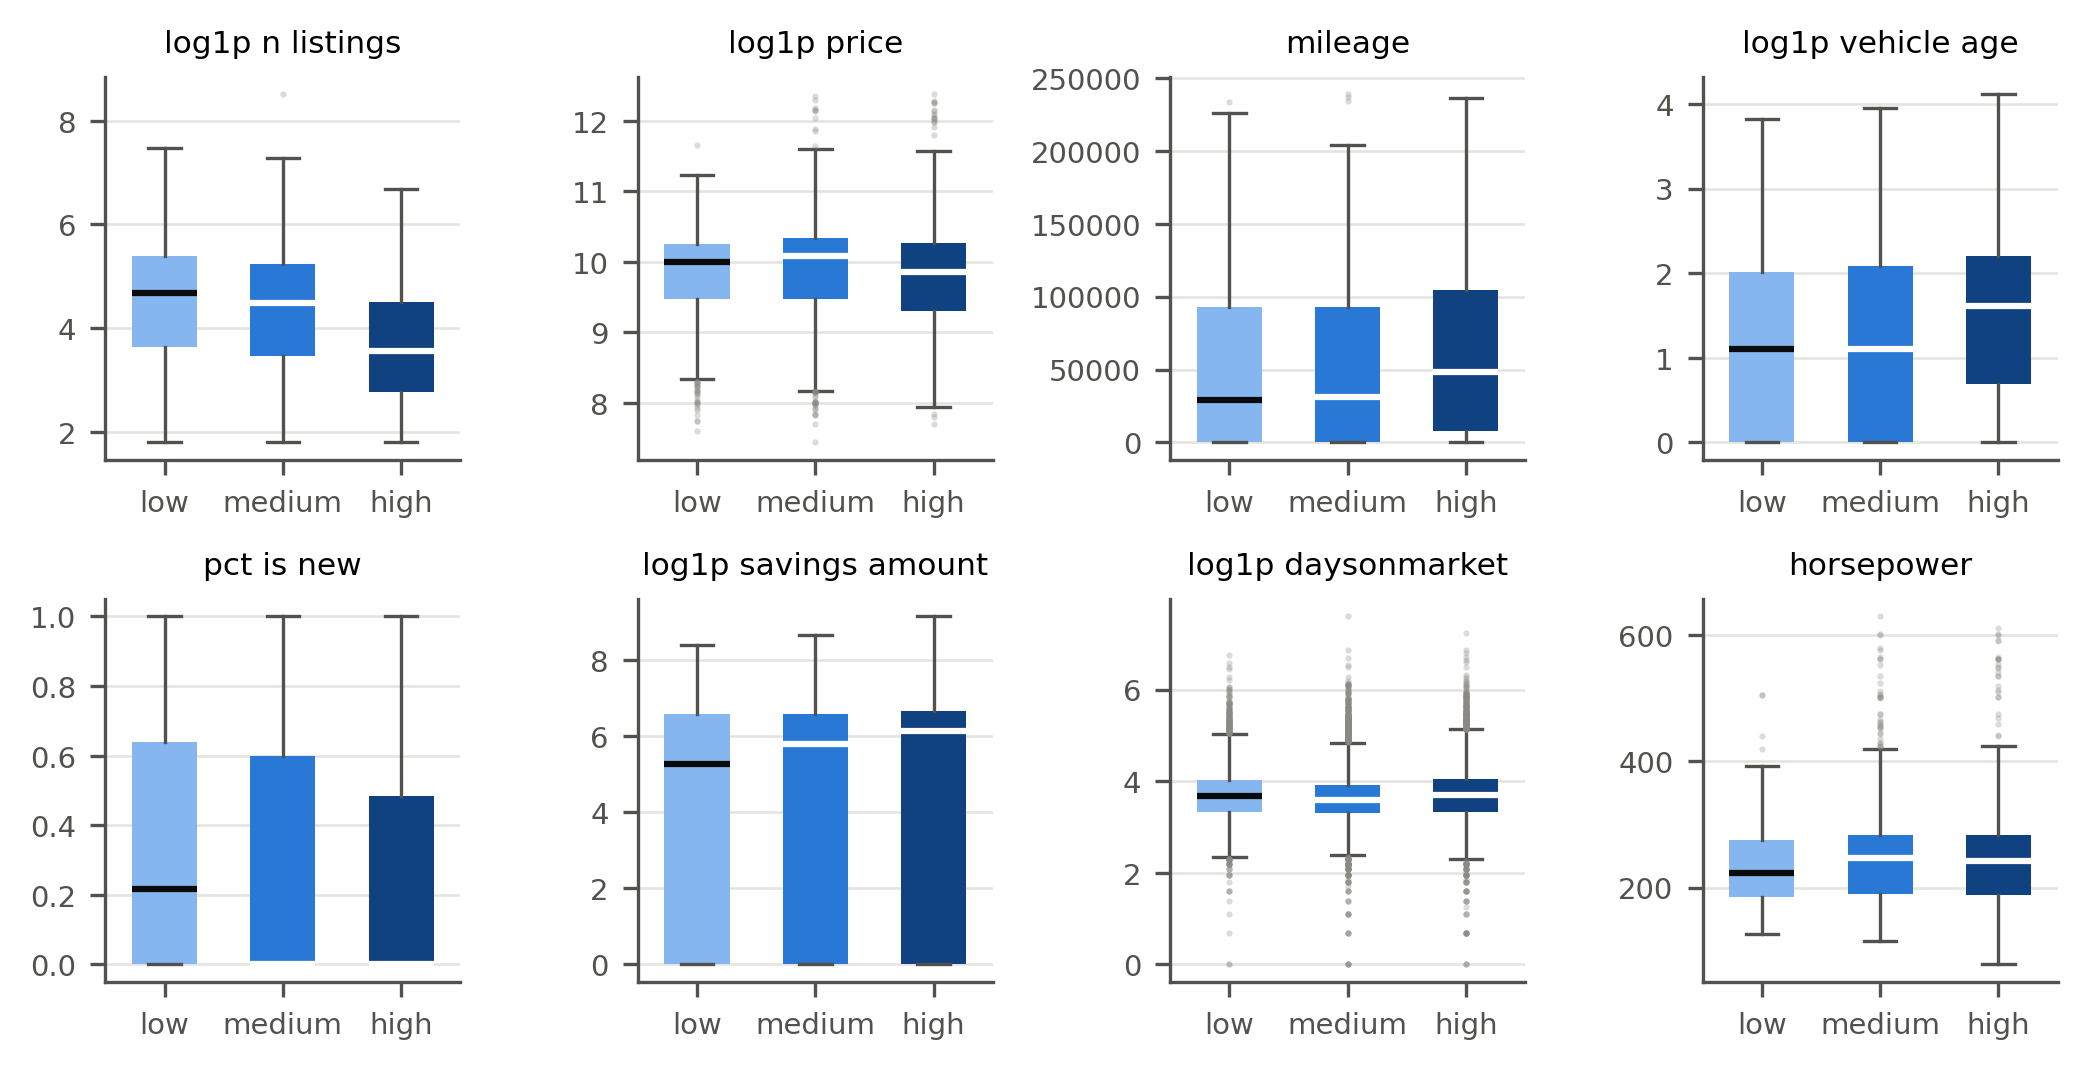 log1p n listings
8
6
4
2
low medium high
log1p price
12
11
10
9
8
low medium high
mileage
250000
200000
150000
100000
50000
0
low medium high
log1p vehicle age
4
3
2
1
0
low medium high
pct is new
1.0
0.8
0.6
0.4
0.2
0.0
low medium high
log1p savings amount
8
6
4
2
0
low medium high
log1p daysonmarket
6
4
2
0
low medium high
horsepower
600
400
200
low medium high